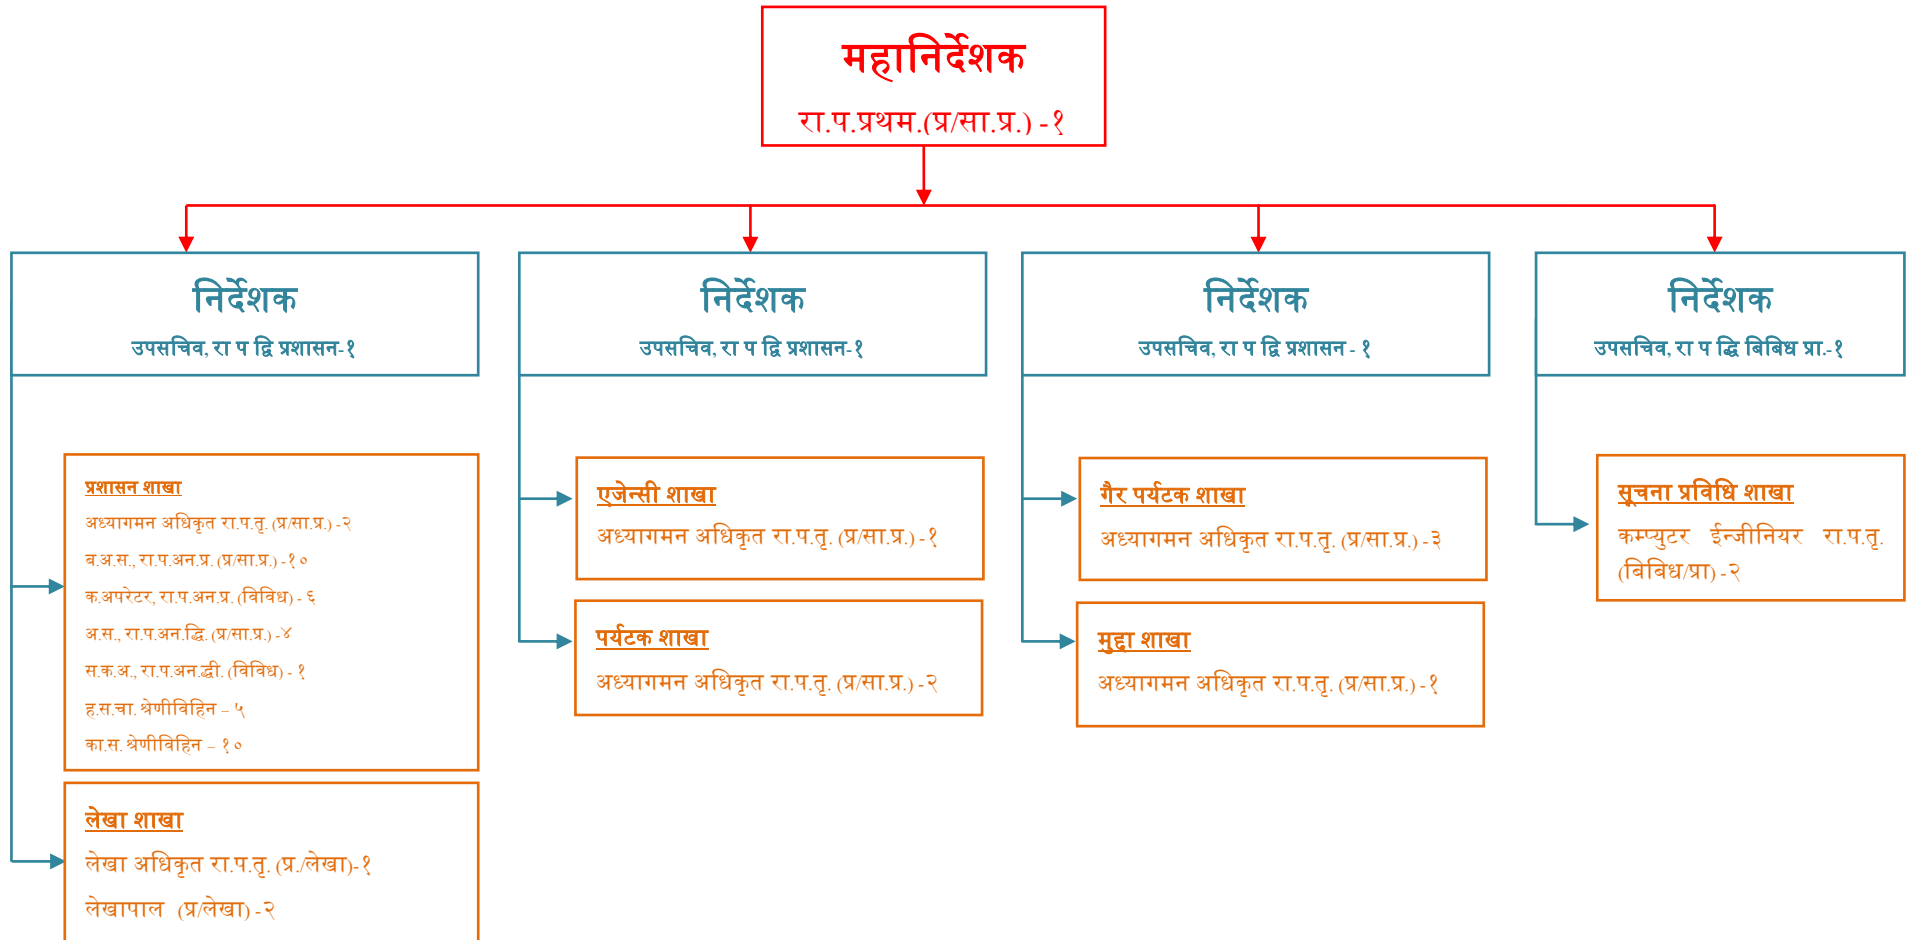 महानिर्देशक
रा.प.प्रथम.(प्र/सा.प्र.) -१
निर्देशक
उपसचिव, रा प द्वि प्रशासन-१
निर्देशक
उपसचिव, रा प द्वि प्रशासन-१
निर्देशक
उपसचिव, रा प द्वि प्रशासन - १
निर्देशक
उपसचिव, रा प द्धि बिबिध प्रा.-१
प्रशासन शाखा
अध्यागमन अधिकृत रा.प.तृ. (प्र/सा.प्र.) -२
ब.अ.स., रा.प.अन.प्र. (प्र/सा.प्र.) -१०
क.अपरेटर, रा.प.अन.प्र. (विविध) - ६
अ.स., रा.प.अन.द्धि. (प्र/सा.प्र.) -४
स.क.अ., रा.प.अन.द्धी. (विविध) - १
ह.स.चा. श्रेणीविहिन – ५
का.स. श्रेणीविहिन – १०
लेखा शाखा
लेखा अधिकृत रा.प.तृ. (प्र./लेखा)-१
लेखापाल (प्र/लेखा) -२
एजेन्सी शाखा
अध्यागमन अधिकृत रा.प.तृ. (प्र/सा.प्र.) -१
पर्यटक शाखा
अध्यागमन अधिकृत रा.प.तृ. (प्र/सा.प्र.) -२
गैर पर्यटक शाखा
अध्यागमन अधिकृत रा.प.तृ. (प्र/सा.प्र.) -३
मुद्दा शाखा
अध्यागमन अधिकृत रा.प.तृ. (प्र/सा.प्र.) -१
सूचना प्रविधि शाखा
कम्प्युटर ईन्जीनियर रा.प.तृ.
(बिबिध/प्रा) -२